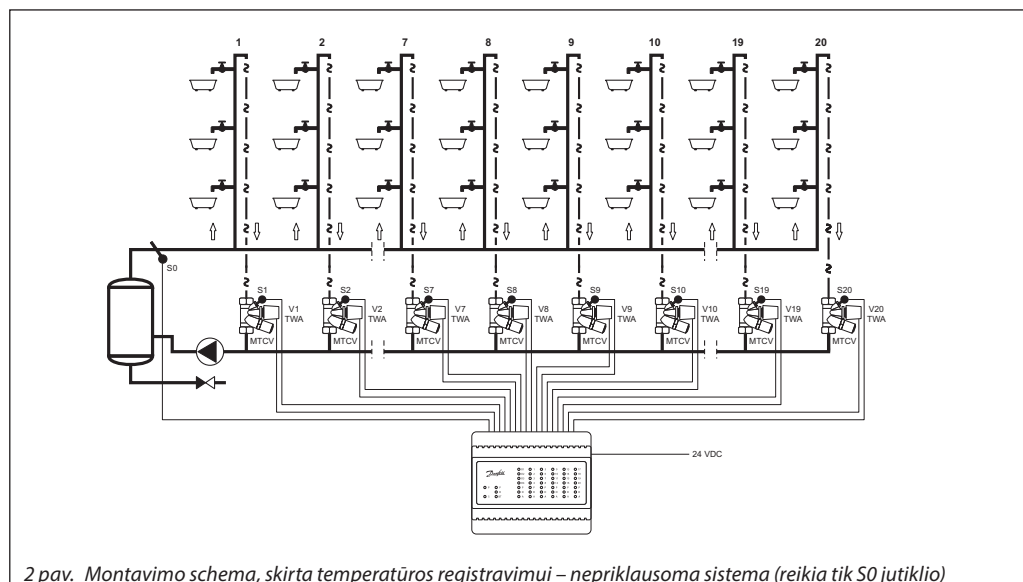 1 2 7 8 9 10 19 20
S0
S1 S2 S7 S8 S9 S10 S19 S20
V1 V2 V7 V8 V9 V10 V19 V20
TWA TWA TWA TWA TWA TWA TWA TWA
MTCV MTCV MTCV MTCV MTCV MTCV MTCV MTCV
24 VDC
Danfoss
2 pav. Montavimo schema, skirta temperatūros registravimui – nepriklausoma sistema (reikia tik S0 jutiklio)